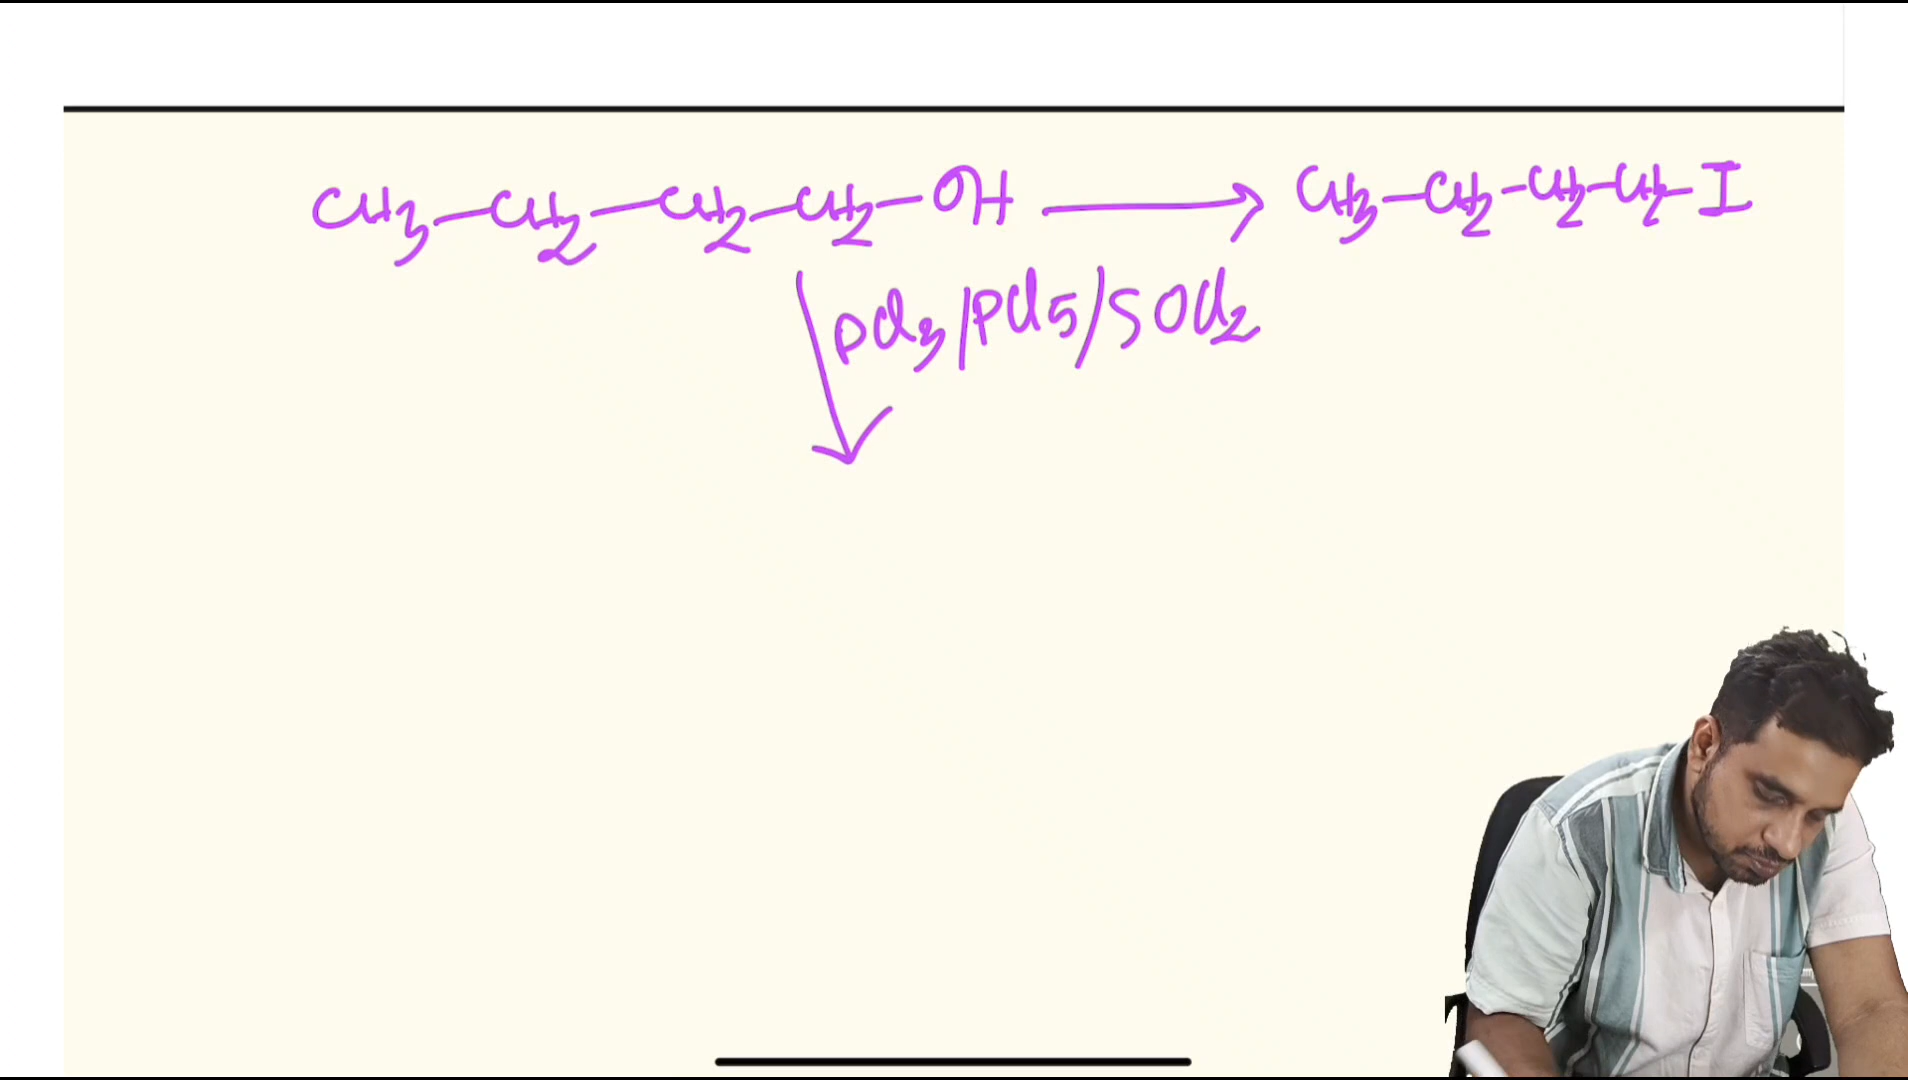 CH3—CH2—CH2—CH2—OH ⟶ CH3—CH2—CH2—CH2—I
PCl3/PCl5/SOCl2